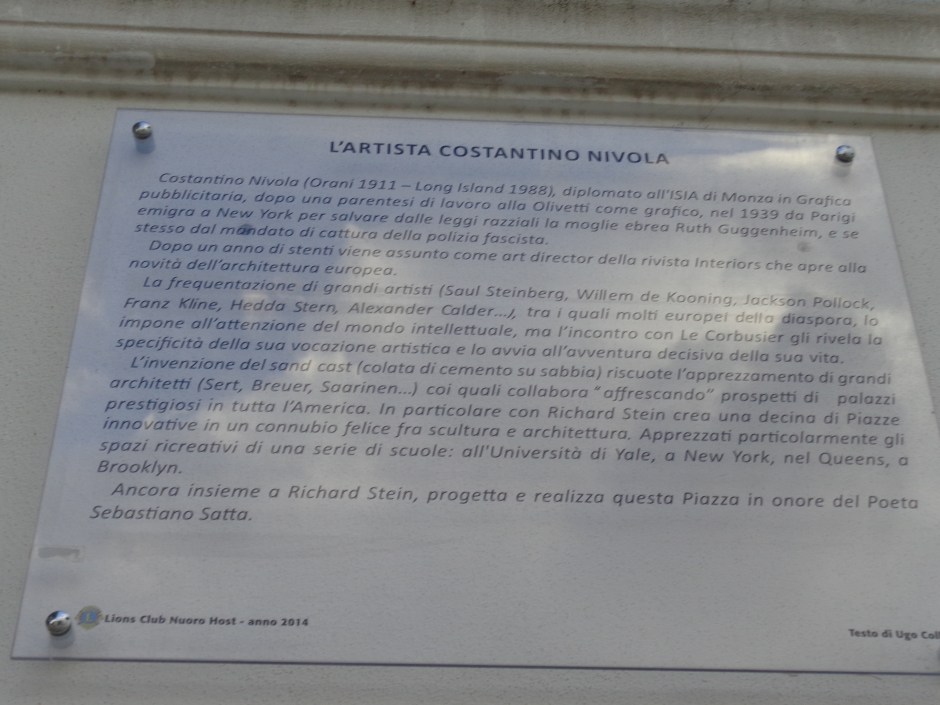 L'ARTISTA COSTANTINO NIVOLA
Costantino Nivola (Orani 1911 – Long Island 1988), diplomato all'ISIA di Monza in Grafica
pubblicitaria, dopo una parentesi di lavoro alla Olivetti come grafico, nel 1939 da Parigi
emigra a New York per salvare dalle leggi razziali la moglie ebrea Ruth Guggenheim, e se
stesso dal mandato di cattura della polizia fascista.
Dopo un anno di stenti viene assunto come art director della rivista Interiors che apre alla
novità dell'architettura europea.
La frequentazione di grandi artisti (Saul Steinberg, Willem de Kooning, Jackson Pollock,
Franz Kline, Hedda Stern, Alexander Calder...), tra i quali molti europei della diaspora, lo
impone all'attenzione del mondo intellettuale, ma l'incontro con Le Corbusier gli rivela la
specificità della sua vocazione artistica e lo avvia all'avventura decisiva della sua vita.
L'invenzione del sand cast (colata di cemento su sabbia) riscuote l'apprezzamento di grandi
architetti (Sert, Breuer, Saarinen...) coi quali collabora "affrescando" prospetti di palazzi
prestigiosi in tutta l'America. In particolare con Richard Stein crea una decina di Piazze
innovative in un connubio felice fra scultura e architettura. Apprezzati particolarmente gli
spazi ricreativi di una serie di scuole: all'Università di Yale, a New York, nel Queens, a
Brooklyn.
Ancora insieme a Richard Stein, progetta e realizza questa Piazza in onore del Poeta
Sebastiano Satta.
Lions Club Nuoro Host - anno 2014
Testo di Ugo Coll